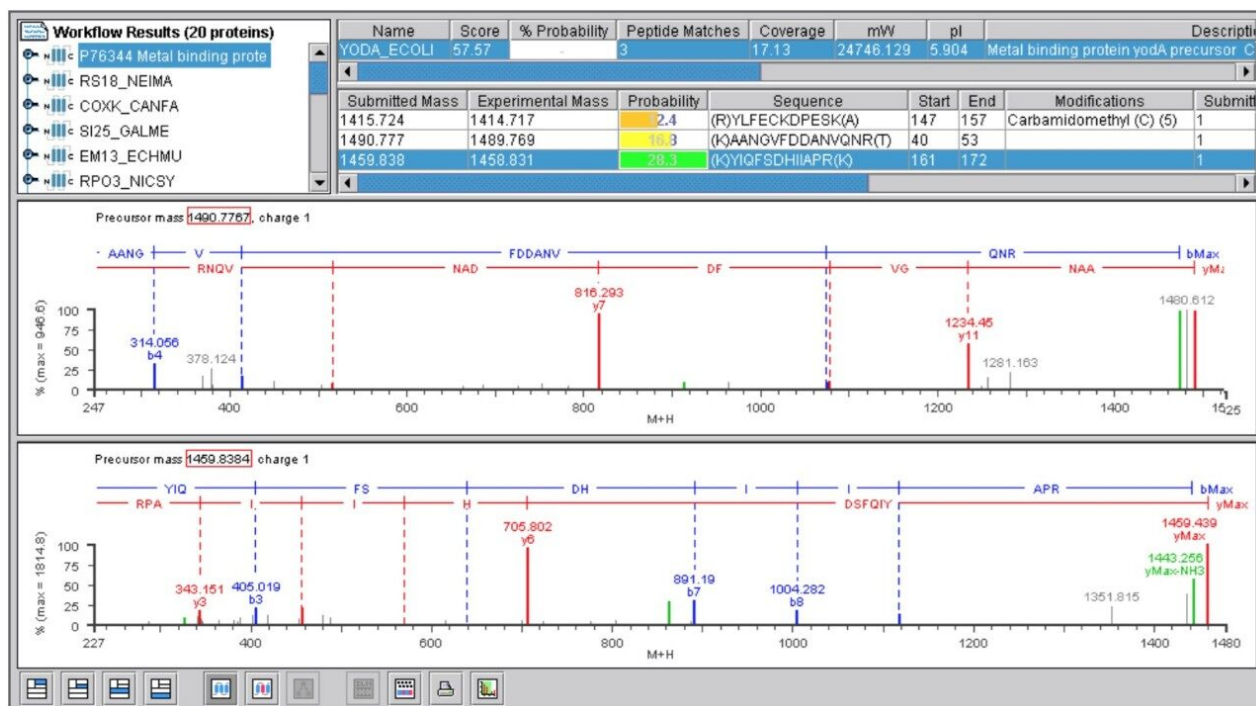 Workflow Results (20 proteins)
P76344 Metal binding prote
RS18_NEIMA
COXK_CANFA
SI25_GALME
EM13_ECHMU
RPO3_NICSY
Name Score % Probability Peptide Matches Coverage mW pI Descripti
YODA_ECOLI 57.57 - 3 17.13 24746.129 5.904 Metal binding protein yodA precursor C
Submitted Mass Experimental Mass Probability Sequence Start End Modifications Submitt
1415.724 1414.717 2.4 (R)YLFECKDPESK(A) 147 157 Carbamidomethyl (C) (5) 1
1490.777 1489.769 16.8 (K)AANGVFDDANVQNR(T) 40 53 1
1459.838 1458.831 28.3 (K)YIQFSDHIIAPR(K) 161 172 1
Precursor mass 1490.7767, charge 1
AANG V FDDANV QNR bMax
RNQV NAD DF VG NAA yMa
816.293
y7
1480.612
1234.45
y11
314.056
b4
378.124
1281.163
% (max = 946.6)
100
75
50
25
0
247 400 600 800 1000 1200 1400 1525
M+H
Precursor mass 1459.8384, charge 1
YIQ FS DH I I APR bMax
RPA I I H DSFQIY yMax
705.802
y6
1459.439
yMax
1443.256
yMax-NH3
343.151
y3
405.019
b3
891.19
b7
1004.282
b8
1351.815
% (max = 1814.8)
100
75
50
25
0
227 400 600 800 1000 1200 1400 1480
M+H